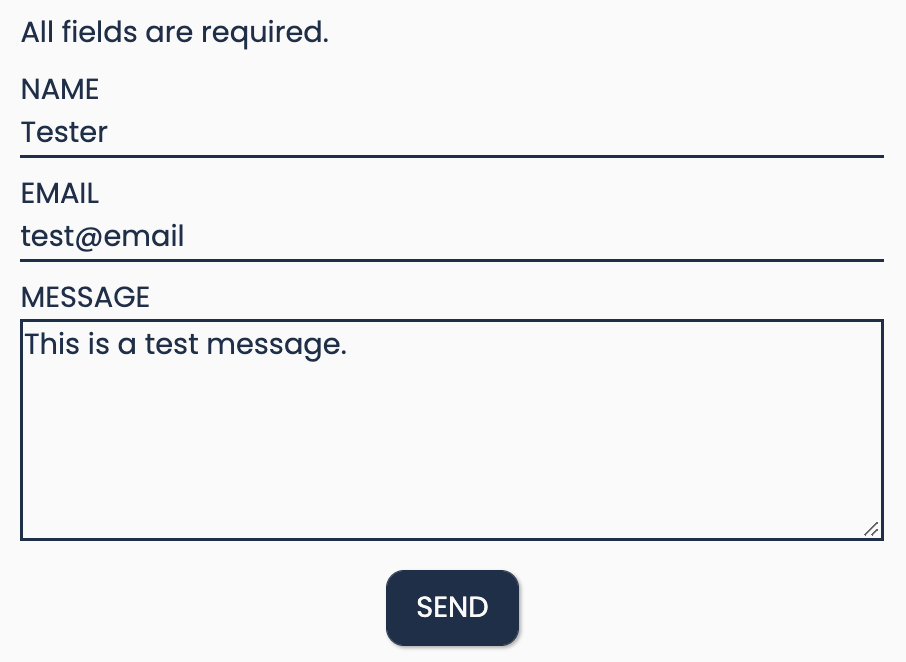 All fields are required.
NAME
Tester
EMAIL
test@email
MESSAGE
This is a test message.
SEND